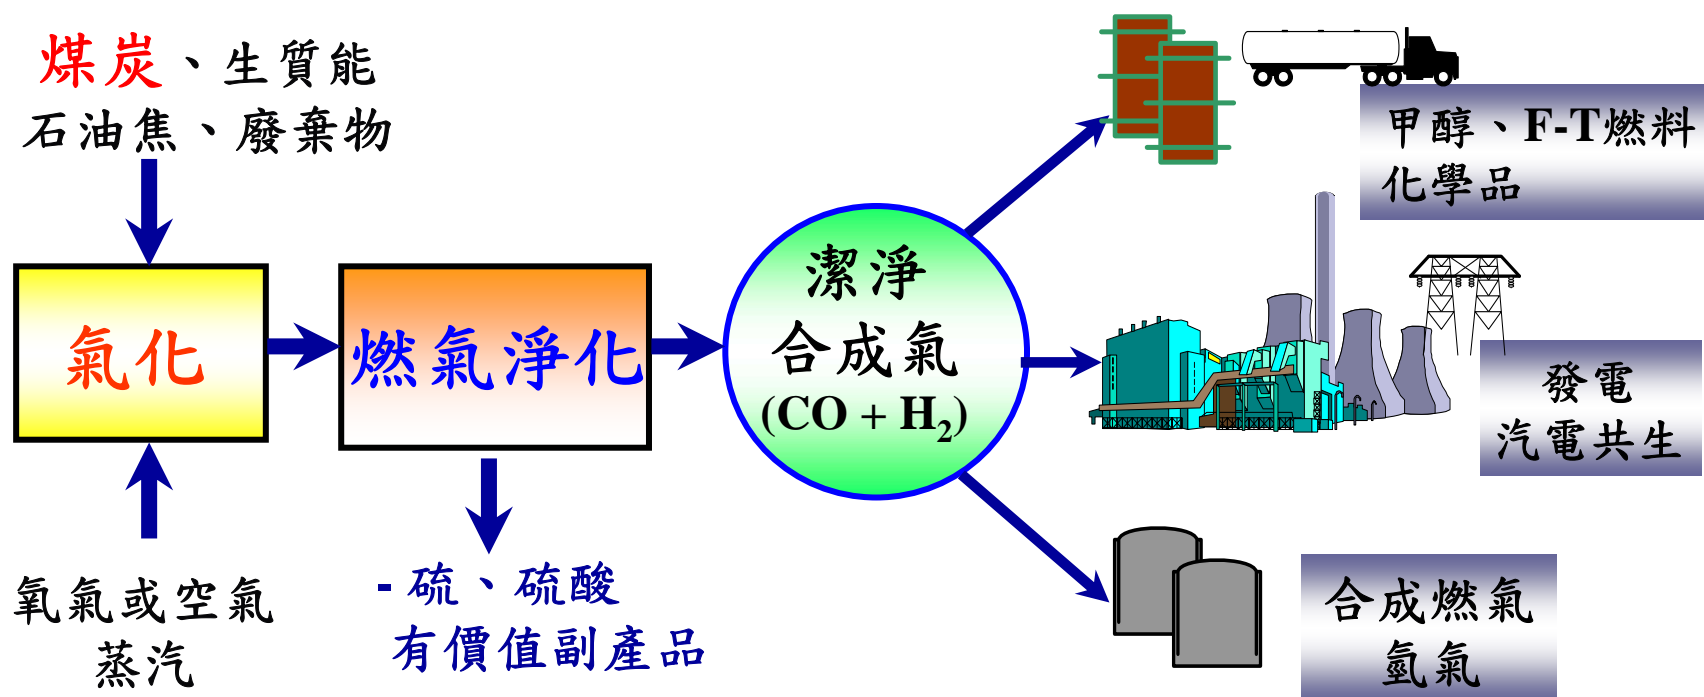 煤炭、生質能
石油焦、廢棄物
氣化
氧氣或空氣
蒸汽
燃氣淨化
- 硫、硫酸
有價值副產品
潔淨
合成氣
(CO + H₂)
甲醇、F-T燃料
化學品
發電
汽電共生
合成燃氣
氫氣